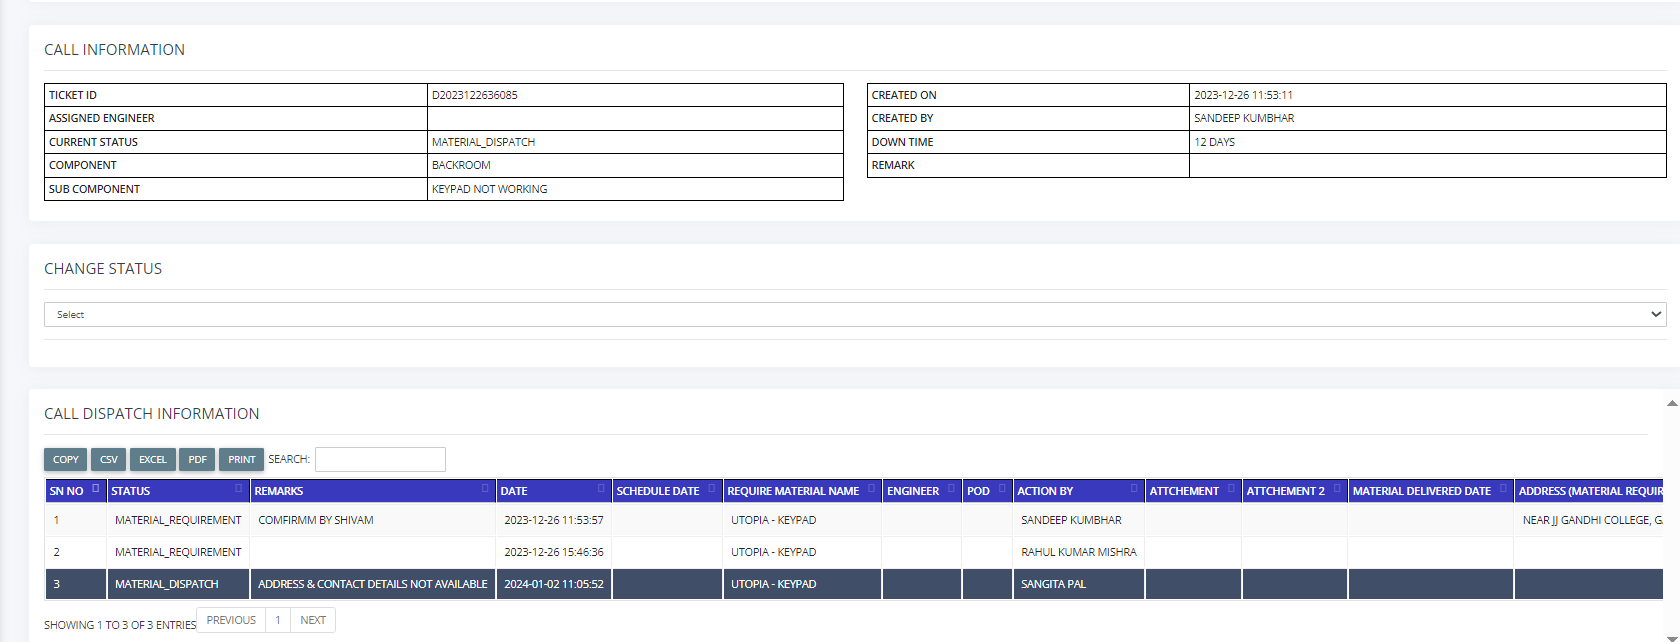 CALL INFORMATION
TICKET ID D2023122636085
ASSIGNED ENGINEER
CURRENT STATUS MATERIAL_DISPATCH
COMPONENT BACKROOM
SUB COMPONENT KEYPAD NOT WORKING
CREATED ON 2023-12-26 11:53:11
CREATED BY SANDEEP KUMBHAR
DOWN TIME 12 DAYS
REMARK
CHANGE STATUS
Select
CALL DISPATCH INFORMATION
COPY CSV EXCEL PDF PRINT SEARCH:
SN NO STATUS REMARKS DATE SCHEDULE DATE REQUIRE MATERIAL NAME ENGINEER POD ACTION BY ATTCHEMENT ATTCHEMENT 2 MATERIAL DELIVERED DATE ADDRESS (MATERIAL REQUIR
1 MATERIAL_REQUIREMENT COMFIRMM BY SHIVAM 2023-12-26 11:53:57 UTOPIA - KEYPAD SANDEEP KUMBHAR NEAR JJ GANDHI COLLEGE, G
2 MATERIAL_REQUIREMENT 2023-12-26 15:46:36 UTOPIA - KEYPAD RAHUL KUMAR MISHRA
3 MATERIAL_DISPATCH ADDRESS & CONTACT DETAILS NOT AVAILABLE 2024-01-02 11:05:52 UTOPIA - KEYPAD SANGITA PAL
SHOWING 1 TO 3 OF 3 ENTRIES PREVIOUS 1 NEXT